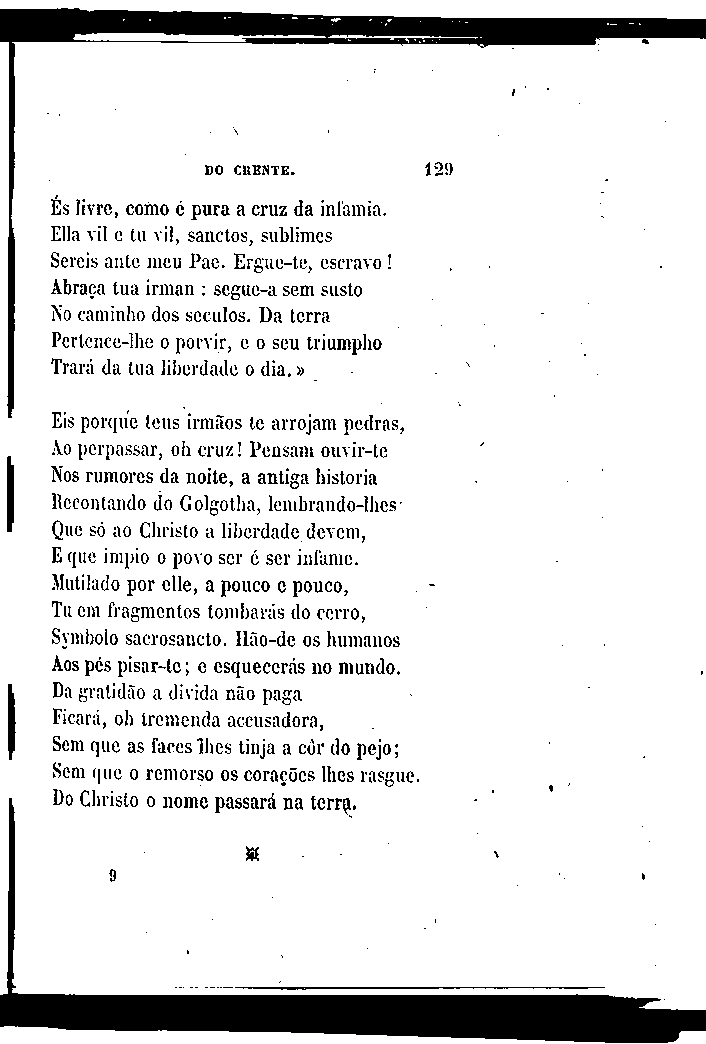 DO CRENTE. 129
És livre, como é pura a cruz da infamia.
Ella vil e tu vil, sanctos, sublimes
Sereis ante meu Pae. Ergue-te, escravo !
Abraça tua irman : segue-a sem susto
No caminho dos seculos. Da terra
Pertence-lhe o porvir, e o seu triumpho
Trará da tua liberdade o dia. »
Eis porque teus irmãos te arrojam pedras,
Ao perpassar, oh cruz! Pensam ouvir-te
Nos rumores da noite, a antiga historia
Recontando do Golgotha, lembrando-lhes
Que só ao Christo a liberdade devem,
E que impio o povo ser é ser infame.
Mutilado por elle, a pouco e pouco,
Tu em fragmentos tombarás do cerro,
Symbolo sacrosancto. Hão-de os humanos
Aos pés pisar-te; e esquecerás no mundo.
Da gratidão a divida não paga
Ficará, oh tremenda accusadora,
Sem que as faces lhes tinja a côr do pejo;
Sem que o remorso os corações lhes rasgue.
Do Christo o nome passará na terra.
9